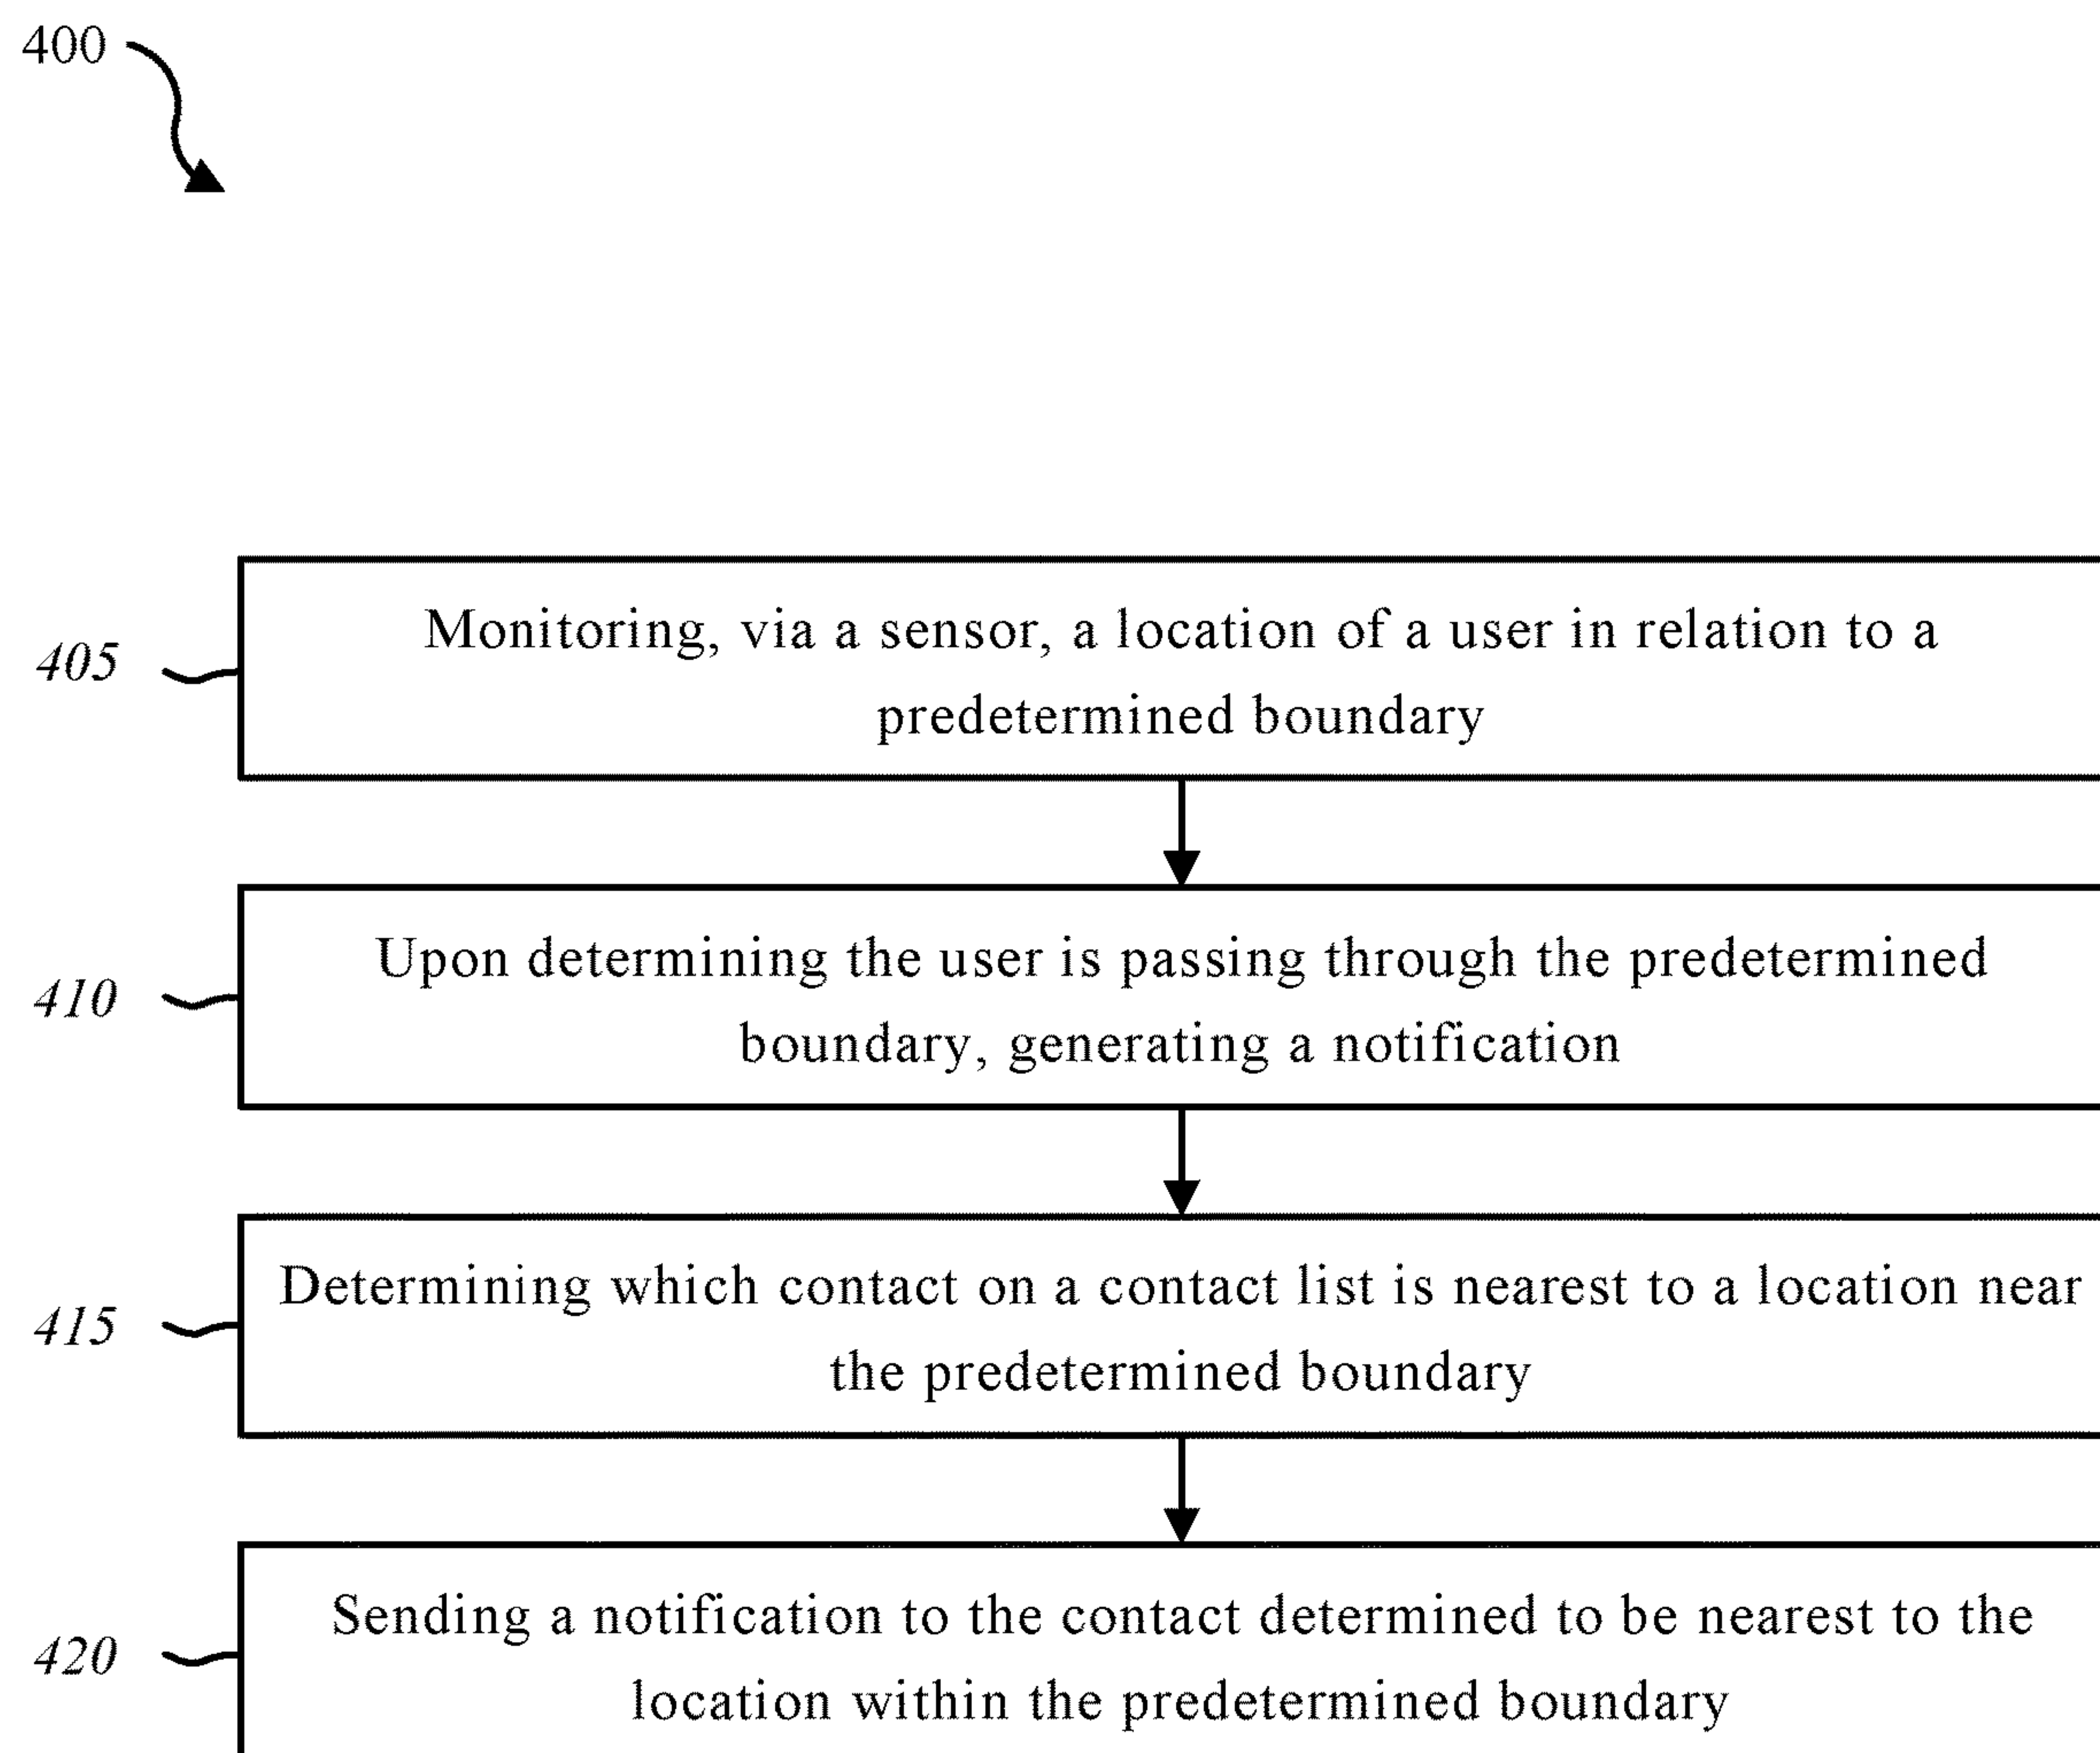 400
405
Monitoring, via a sensor, a location of a user in relation to a
predetermined boundary
410
Upon determining the user is passing through the predetermined
boundary, generating a notification
415
Determining which contact on a contact list is nearest to a location near
the predetermined boundary
420
Sending a notification to the contact determined to be nearest to the
location within the predetermined boundary